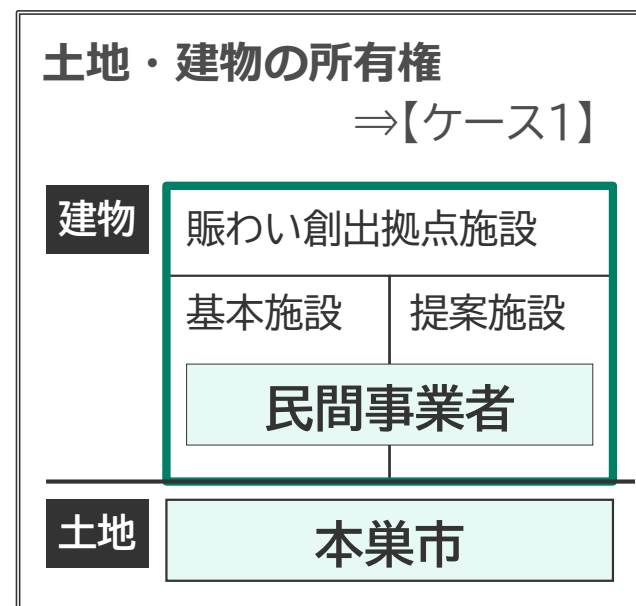 土地・建物の所有権
⇒【ケース1】
建物
賑わい創出拠点施設
基本施設 提案施設
民間事業者
土地 本巣市